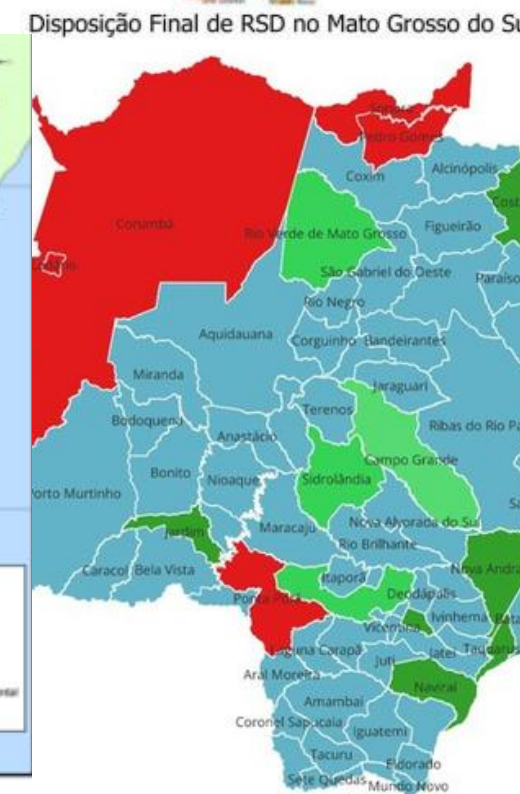 Disposição Final de RSD no Mato Grosso do Su
Sonora
Pedro Gomes
Coxim
Alcinópolis
Cost
Corumbá
Rio Verde de Mato Grosso
Figueirão
Ladário
São Gabriel do Oeste
Paraíso
Rio Negro
Aquidauana
Corguinho
Bandeirantes
Miranda
Jaraguari
Terenos
Bodoquena
Ribas do Rio Pa
Anastácio
Campo Grande
Bonito
Nioaque
Sidrolândia
Porto Murtinho
Sa
Nova Alvorada do Sul
Maracaju
Jardim
Rio Brilhante
Caracol
Bela Vista
Itaporã
Nova Andra
Deodápolis
Ponta Porã
Ivinhema
Bata
Vicentina
Laguna Carapã
Jateí
Taquarus
Juti
Aral Moreira
Naviraí
Amambai
Coronel Sapucaia
Iguatemi
Tacuru
Eldorado
Sete Quedas
Mundo Novo